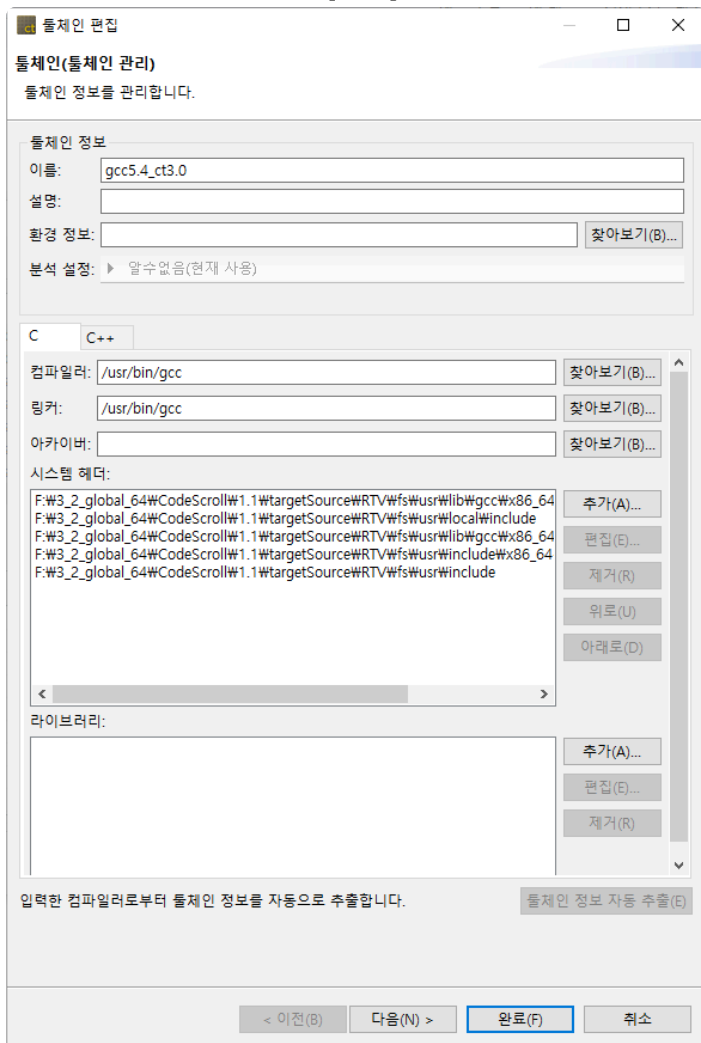 ct 툴체인 편집
툴체인(툴체인 관리)
툴체인 정보를 관리합니다.
툴체인 정보
이름: gcc5.4_ct3.0
설명:
환경 정보: 찾아보기(B)...
분석 설정: 알수없음(현재 사용)
C C++
컴파일러: /usr/bin/gcc 찾아보기(B)...
링커: /usr/bin/gcc 찾아보기(B)...
아카이버: 찾아보기(B)...
시스템 헤더:
F:₩3_2_global_64₩CodeScroll₩1.1₩targetSource₩RTV₩fs₩usr₩lib₩gcc₩x86_64
F:₩3_2_global_64₩CodeScroll₩1.1₩targetSource₩RTV₩fs₩usr₩local₩include
F:₩3_2_global_64₩CodeScroll₩1.1₩targetSource₩RTV₩fs₩usr₩lib₩gcc₩x86_64
F:₩3_2_global_64₩CodeScroll₩1.1₩targetSource₩RTV₩fs₩usr₩include₩x86_64
F:₩3_2_global_64₩CodeScroll₩1.1₩targetSource₩RTV₩fs₩usr₩include
추가(A)...
편집(E)...
제거(R)
위로(U)
아래로(D)
라이브러리:
추가(A)...
편집(E)...
제거(R)
입력한 컴파일러로부터 툴체인 정보를 자동으로 추출합니다. 툴체인 정보 자동 추출(E)
< 이전(B) 다음(N) > 완료(F) 취소